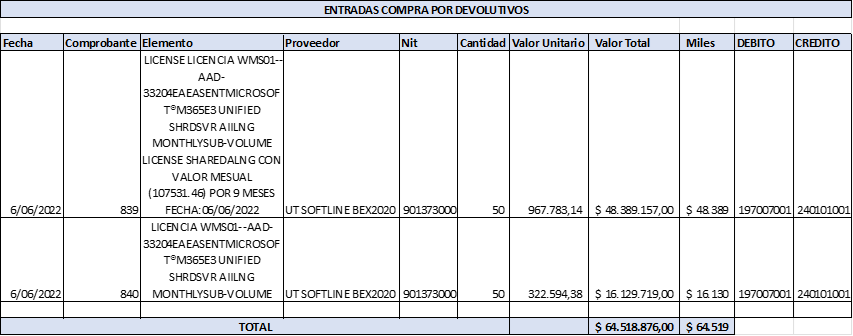 ENTRADAS COMPRA POR DEVOLUTIVOS
Fecha Comprobante Elemento Proveedor Nit Cantidad Valor Unitario Valor Total Miles DEBITO CREDITO
LICENSE LICENCIA WMS01--
AAD-
33204EAEASENTMICROSOF
T®M365E3 UNIFIED
SHRDSVR AIILNG
MONTHLYSUB-VOLUME
LICENSE SHAREDALNG CON
VALOR MESUAL
(107531.46) POR 9 MESES
6/06/2022 839 FECHA:06/06/2022 UT SOFTLINE BEX2020 901373000 50 967.783,14 $ 48.389.157,00 $ 48.389 197007001 240101001
LICENCIA WMS01--AAD-
33204EAEASENTMICROSOF
T®M365E3 UNIFIED
SHRDSVR AIILNG
6/06/2022 840 MONTHLYSUB-VOLUME UT SOFTLINE BEX2020 901373000 50 322.594,38 $ 16.129.719,00 $ 16.130 197007001 240101001
TOTAL $ 64.518.876,00 $ 64.519